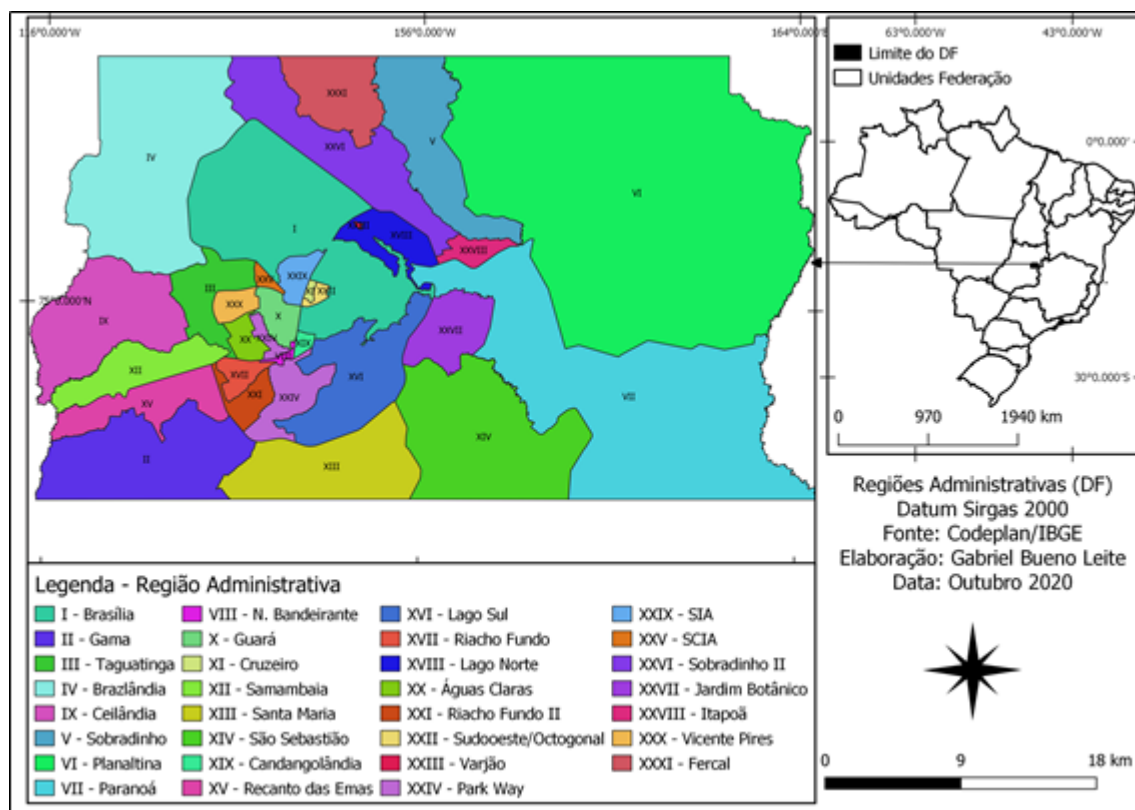 116°0.000'W
156°0.000'W
164°0.000'W
75°0.000'N
XXXI
IV
XXVI
V
VI
I
XVIII
XXVIII
XXIX
XXV
III
XXX
X
IX
XX
XXIV
XIX
XXVII
XII
XVII
XVI
XV
XXI
XXIV
VII
XIV
II
XIII
63°0.000'W
43°0.000'W
Limite do DF
Unidades Federação
0°0.000'
30°0.000'S
0 970 1940 km
Regiões Administrativas (DF)
Datum Sirgas 2000
Fonte: Codeplan/IBGE
Elaboração: Gabriel Bueno Leite
Data: Outubro 2020
0 9 18 km
Legenda - Região Administrativa
I - Brasília
II - Gama
III - Taguatinga
IV - Brazlândia
IX - Ceilândia
V - Sobradinho
VI - Planaltina
VII - Paranoá
VIII - N. Bandeirante
X - Guará
XI - Cruzeiro
XII - Samambaia
XIII - Santa Maria
XIV - São Sebastião
XIX - Candangolândia
XV - Recanto das Emas
XVI - Lago Sul
XVII - Riacho Fundo
XVIII - Lago Norte
XX - Águas Claras
XXI - Riacho Fundo II
XXII - Sudooeste/Octogonal
XXIII - Varjão
XXIV - Park Way
XXIX - SIA
XXV - SCIA
XXVI - Sobradinho II
XXVII - Jardim Botânico
XXVIII - Itapoã
XXX - Vicente Pires
XXXI - Fercal